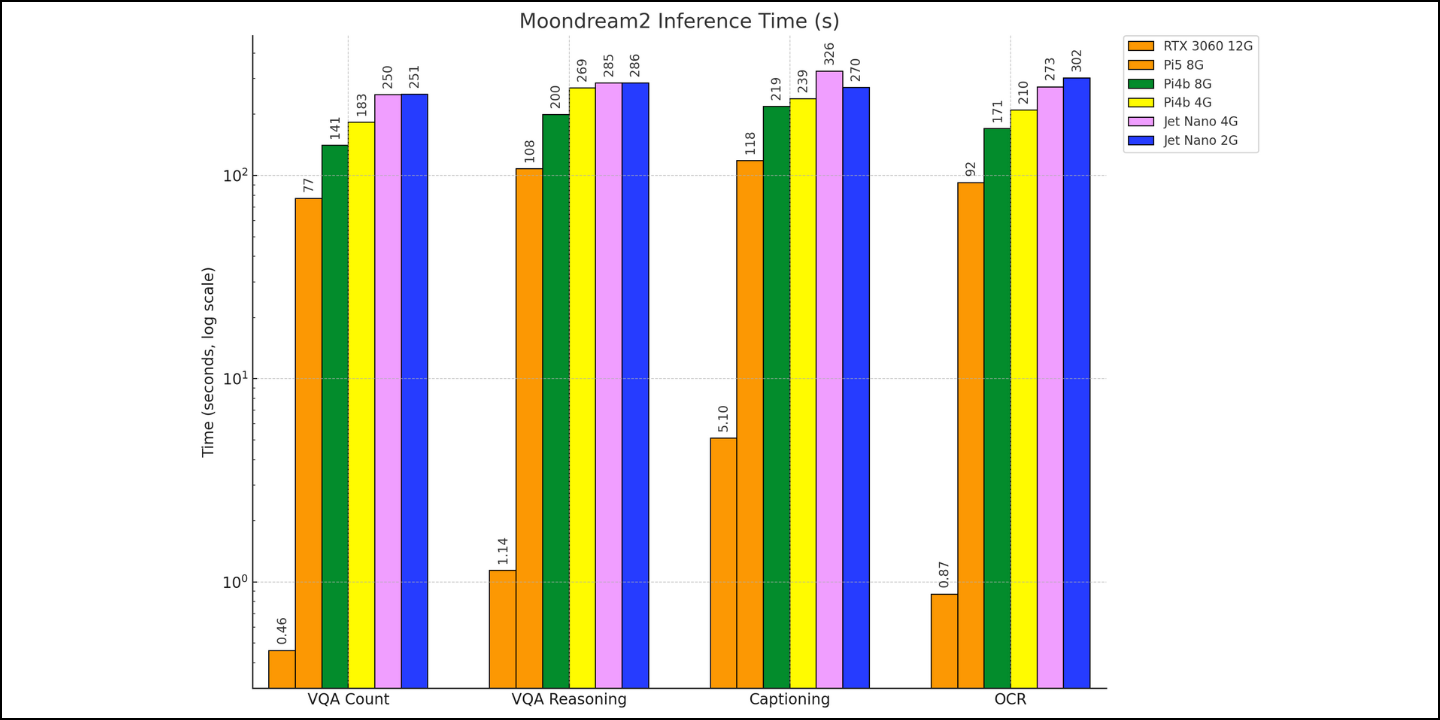 Moondream2 Inference Time (s)
RTX 3060 12G
Pi5 8G
Pi4b 8G
Pi4b 4G
Jet Nano 4G
Jet Nano 2G
Time (seconds, log scale)
10²
10¹
10⁰
0.46
77
141
183
250
251
1.14
108
200
269
285
286
5.10
118
219
239
326
270
0.87
92
171
210
273
302
VQA Count
VQA Reasoning
Captioning
OCR